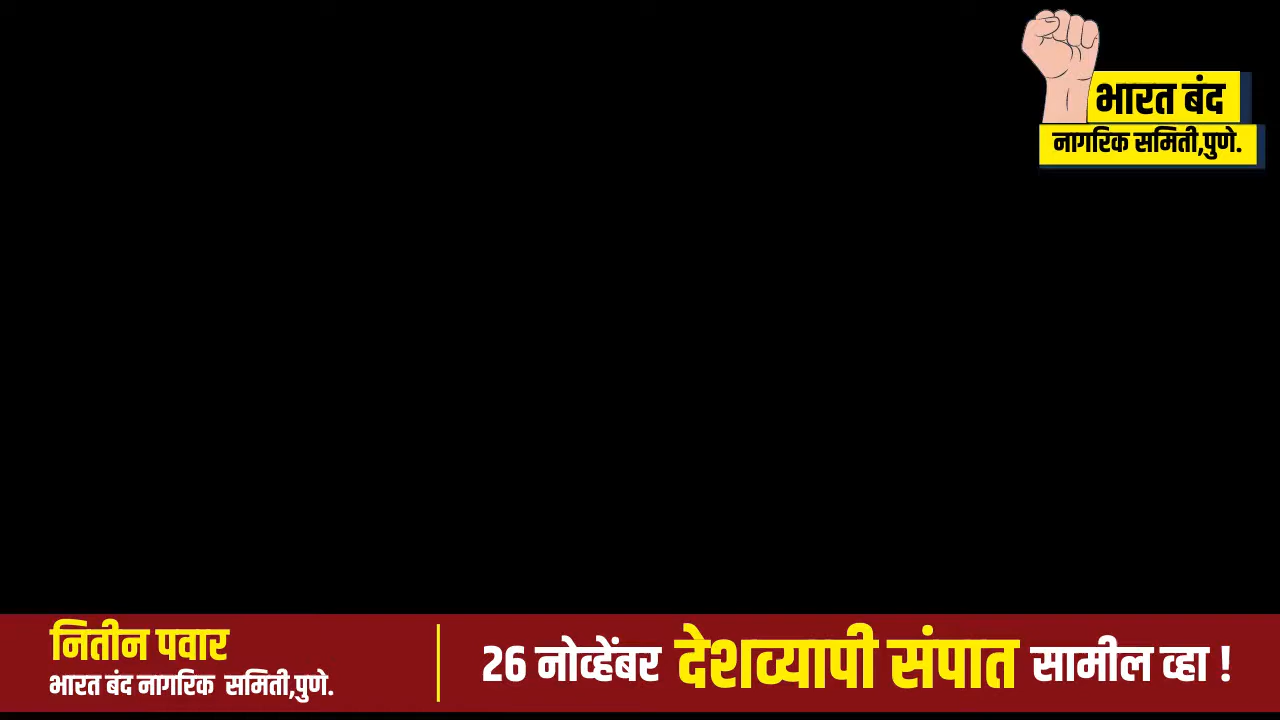 भारत बंद
नागरिक समिती,पुणे.
नितीन पवार
भारत बंद नागरिक समिती,पुणे.
26 नोव्हेंबर देशव्यापी संपात सामील व्हा !